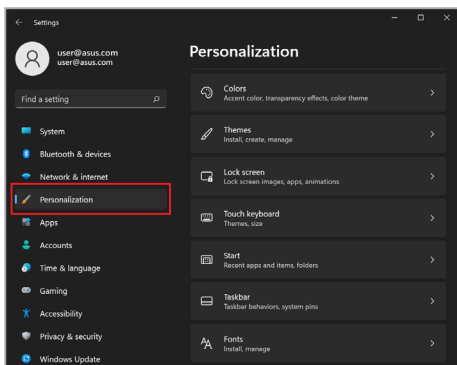 Settings
user@asus.com
user@asus.com
Find a setting
System
Bluetooth & devices
Network & internet
Personalization
Apps
Accounts
Time & language
Gaming
Accessibility
Privacy & security
Windows Update
Personalization
Colors
Accent color, transparency effects, color theme
Themes
Install, create, manage
Lock screen
Lock screen images, apps, animations
Touch keyboard
Themes, size
Start
Recent apps and items, folders
Taskbar
Taskbar behaviors, system pins
Fonts
Install, manage